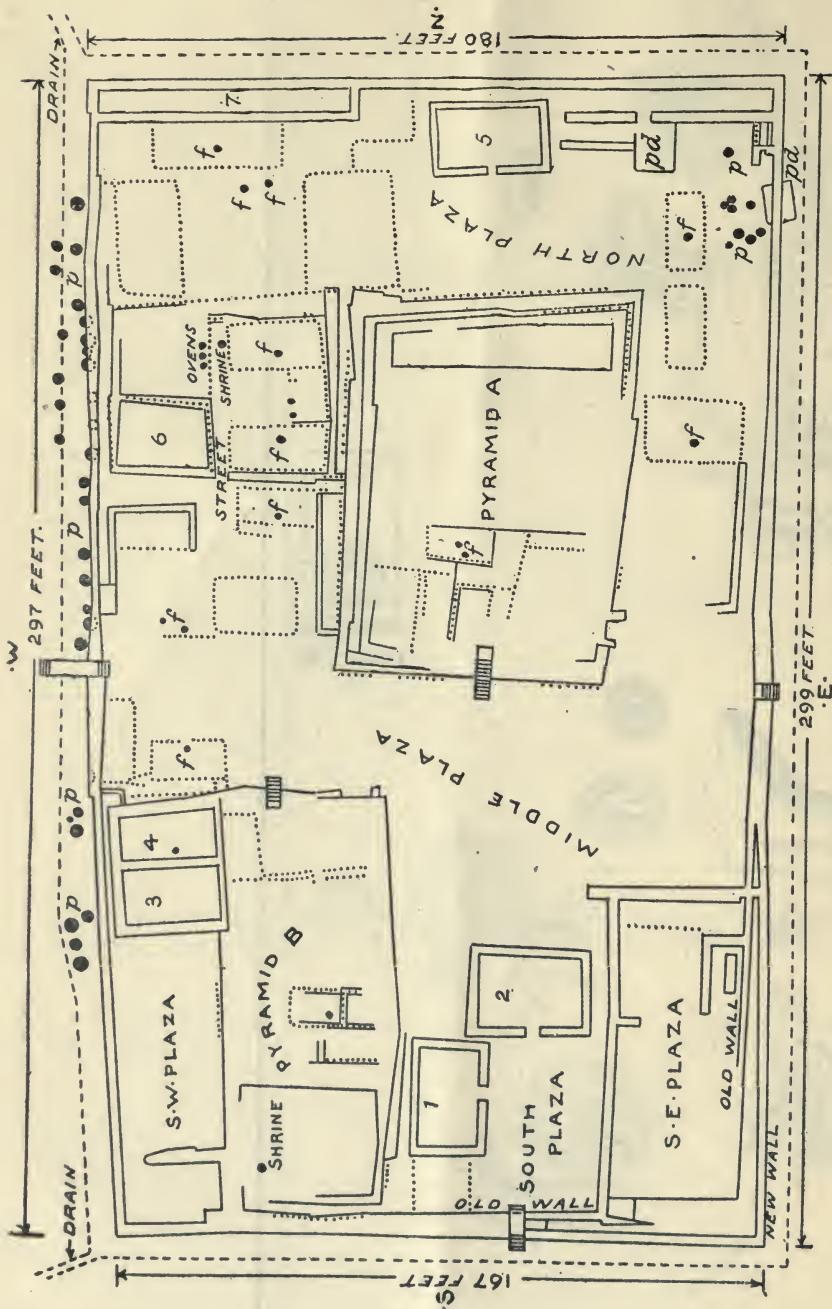 .W
297 FEET.
DRAIN
DRAIN
180 FEET
N.
p
p
p
p
7
f
f
f
5
pd
p
p
pd
NORTH PLAZA
f
f
OVENS
SHRINE
f
6
STREET
f
f
f
PYRAMID A
f
MIDDLE PLAZA
f
4
3
S.W. PLAZA
PYRAMID B
SHRINE
1
2
SOUTH PLAZA
OLD WALL
S.E. PLAZA
OLD WALL
NEW WALL
167 FEET
S
299 FEET
.E.